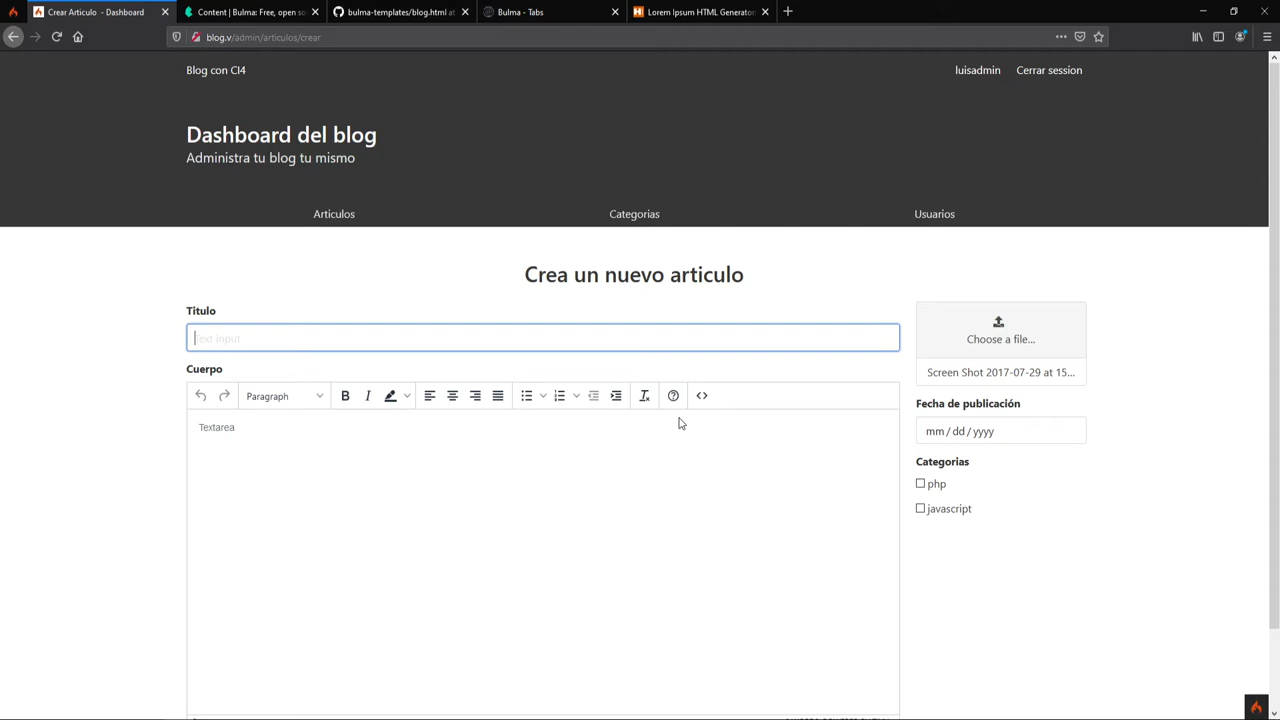 Crear Articulo - Dashboard
Content | Bulma: Free, open so
bulma-templates/blog.html at
Bulma - Tabs
Lorem Ipsum HTML Generator
blog.v/admin/articulos/crear
Blog con CI4
luisadmin
Cerrar session
Dashboard del blog
Administra tu blog tu mismo
Articulos
Categorias
Usuarios
Crea un nuevo articulo
Titulo
Text input
Choose a file...
Screen Shot 2017-07-29 at 15...
Cuerpo
Paragraph
Textarea
Fecha de publicación
mm / dd / yyyy
Categorias
php
javascript